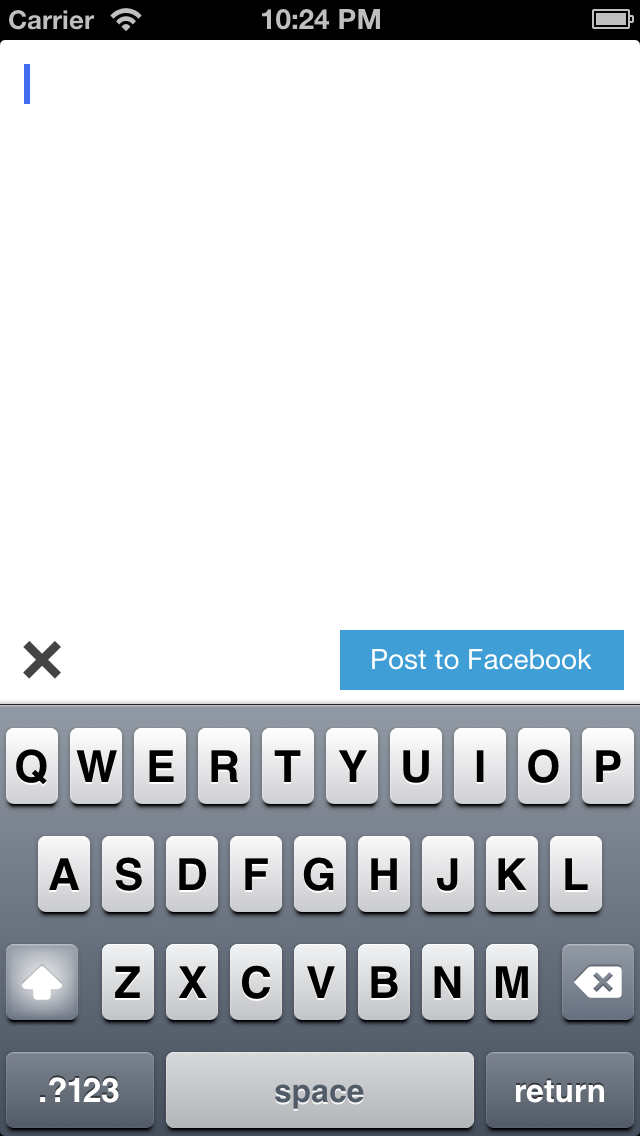 Carrier 10:24 PM
Post to Facebook
Q W E R T Y U I O P
A S D F G H J K L
Z X C V B N M
.?123 space return